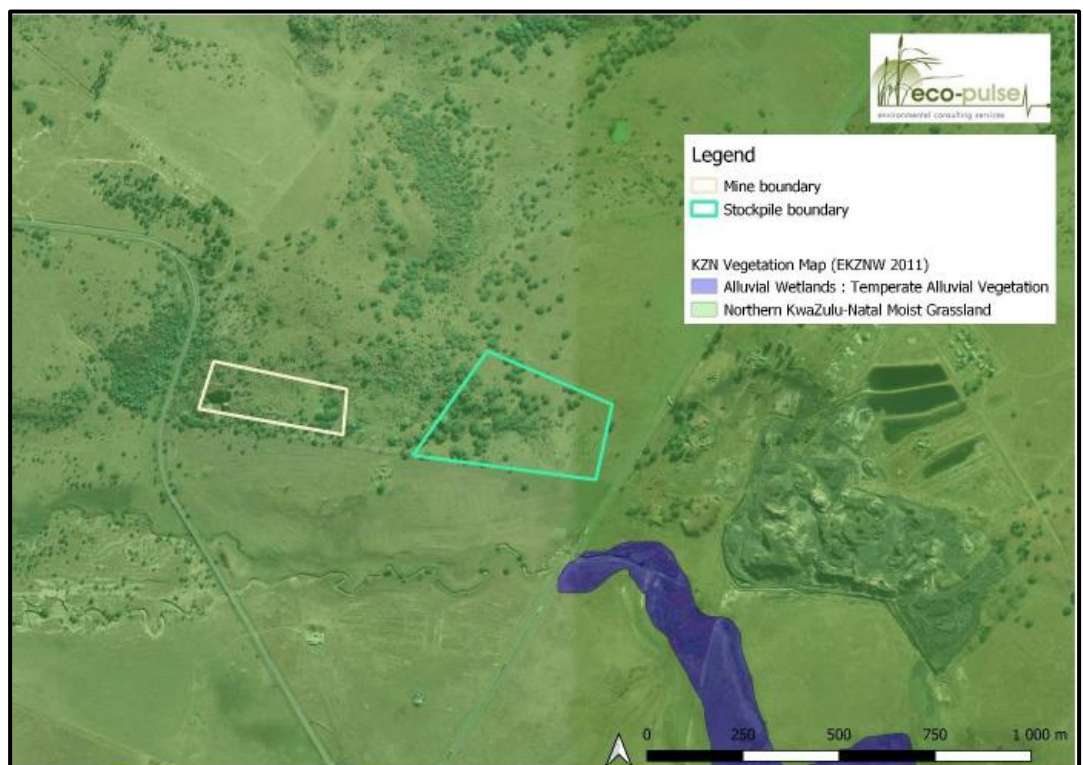 eco-pulse
environmental consulting services
Legend
Mine boundary
Stockpile boundary
KZN Vegetation Map (EKZNW 2011)
Alluvial Wetlands : Temperate Alluvial Vegetation
Northern KwaZulu-Natal Moist Grassland
0 250 500 750 1 000 m